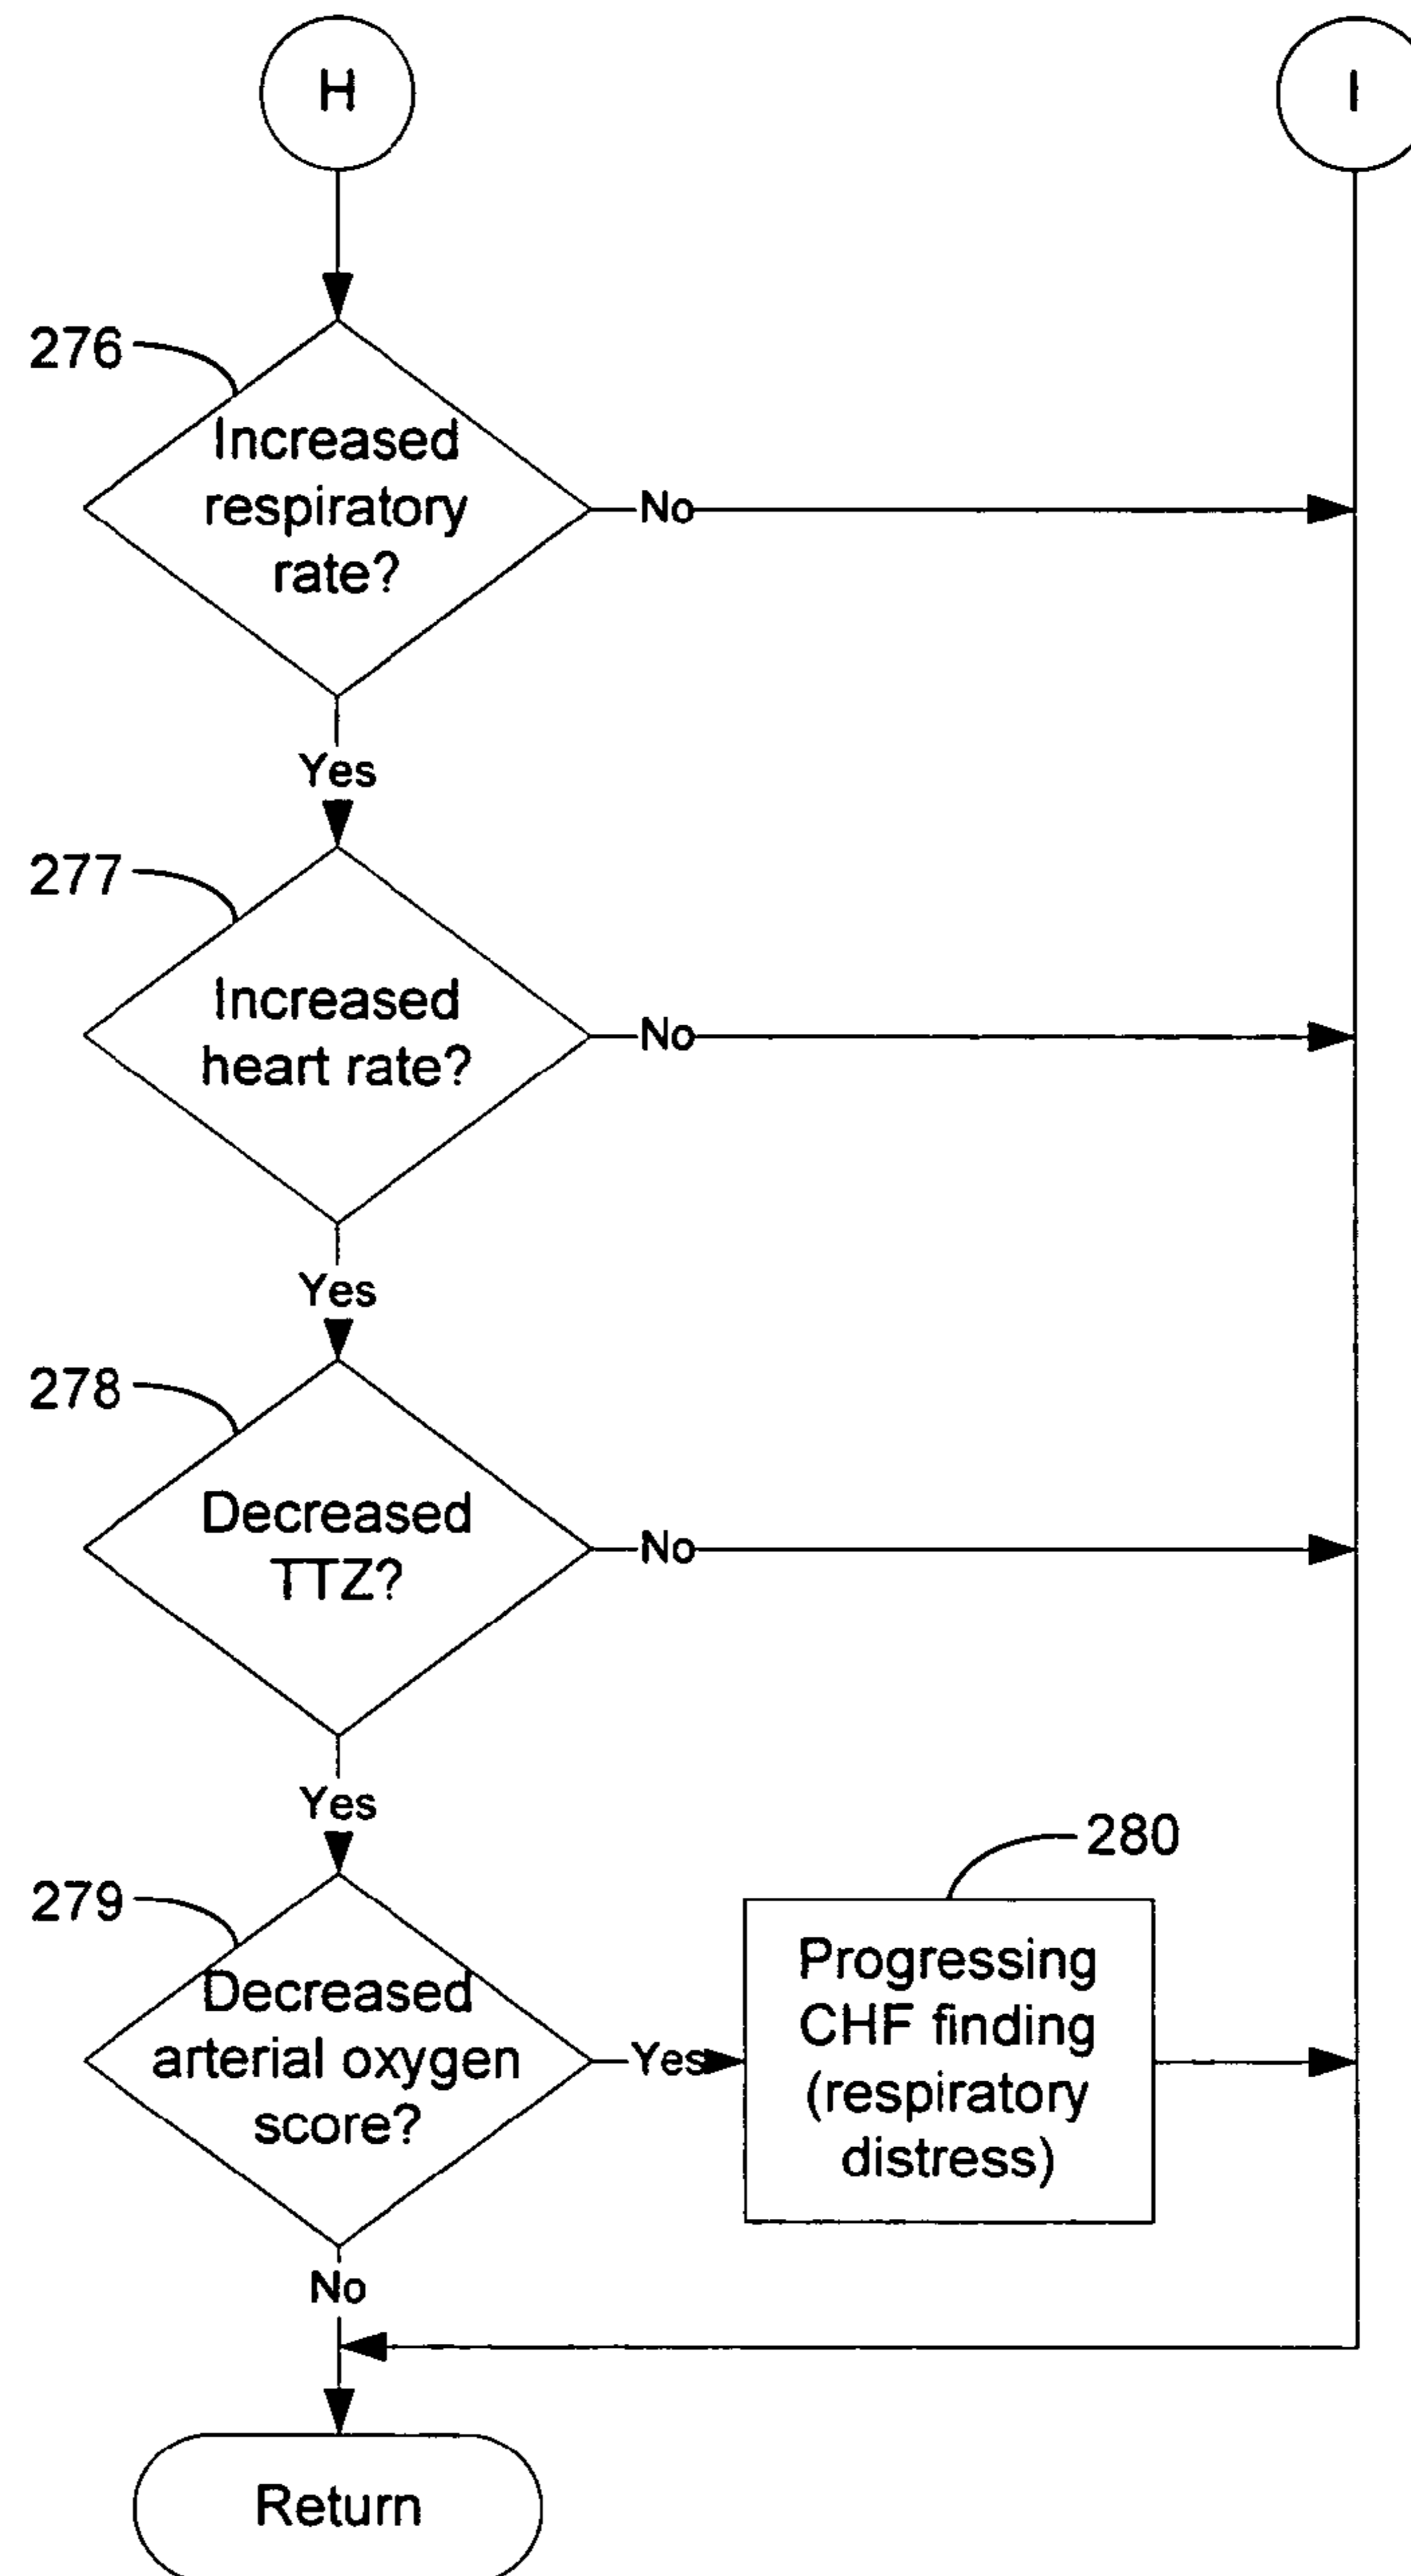 H
I
276
Increased
respiratory
rate?
No
Yes
277
Increased
heart rate?
No
Yes
278
Decreased
TTZ?
No
Yes
279
Decreased
arterial oxygen
score?
Yes
280
Progressing
CHF finding
(respiratory
distress)
No
Return